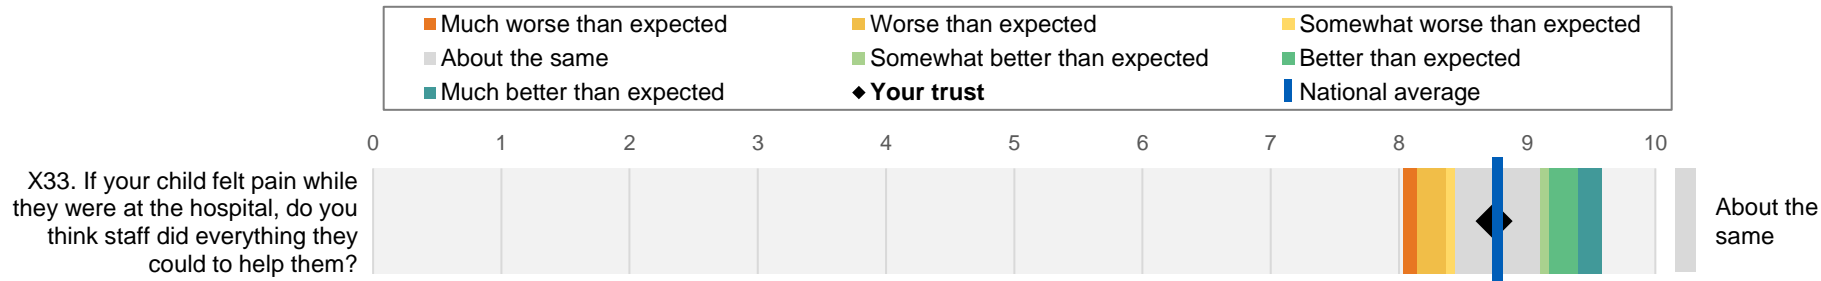 Much worse than expected
Worse than expected
Somewhat worse than expected
About the same
Somewhat better than expected
Better than expected
Much better than expected
Your trust
National average
0 1 2 3 4 5 6 7 8 9 10
X33. If your child felt pain while
they were at the hospital, do you
think staff did everything they
could to help them?
About the
same